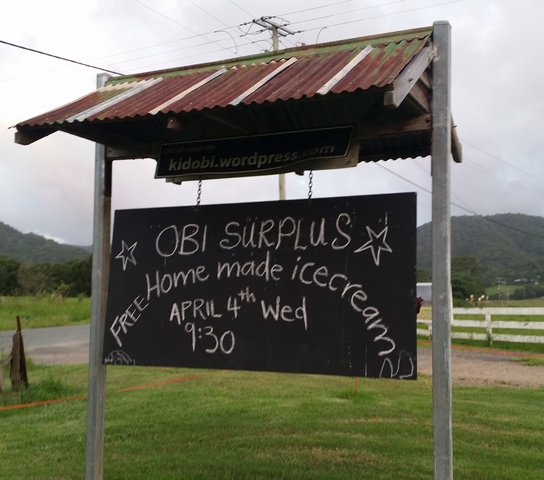 kidobi.wordpress.com
OBI SURPLUS
FREE Home made icecream
APRIL 4th Wed
9:30